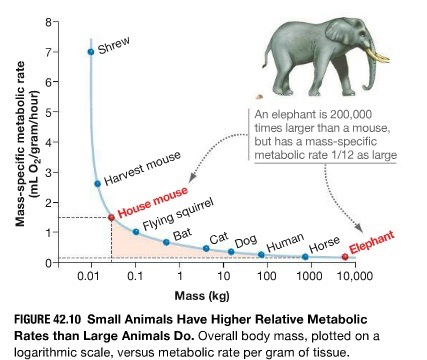 8
7
6
5
4
3
2
1
0
Mass-specific metabolic rate
(mL O₂/gram/hour)
Shrew
Harvest mouse
House mouse
Flying squirrel
Bat
Cat
Dog
Human
Horse
Elephant
An elephant is 200,000
times larger than a mouse,
but has a mass-specific
metabolic rate 1/12 as large
0.01 0.1 1 10 100 1000 10,000
Mass (kg)
FIGURE 42.10 Small Animals Have Higher Relative Metabolic
Rates than Large Animals Do. Overall body mass, plotted on a
logarithmic scale, versus metabolic rate per gram of tissue.